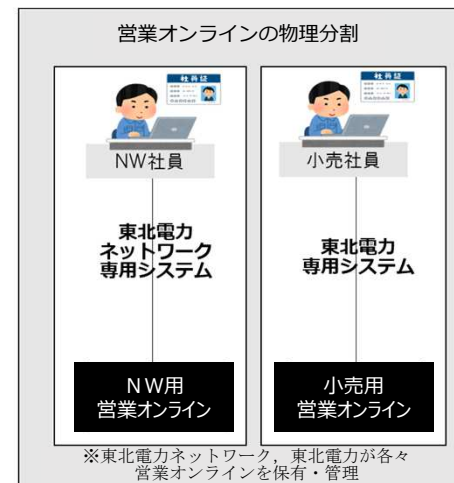 営業オンラインの物理分割
社員証
社員証
NW社員
小売社員
東北電力
ネットワーク
専用システム
東北電力
専用システム
NW用
営業オンライン
小売用
営業オンライン
※東北電力ネットワーク，東北電力が各々
営業オンラインを保有・管理